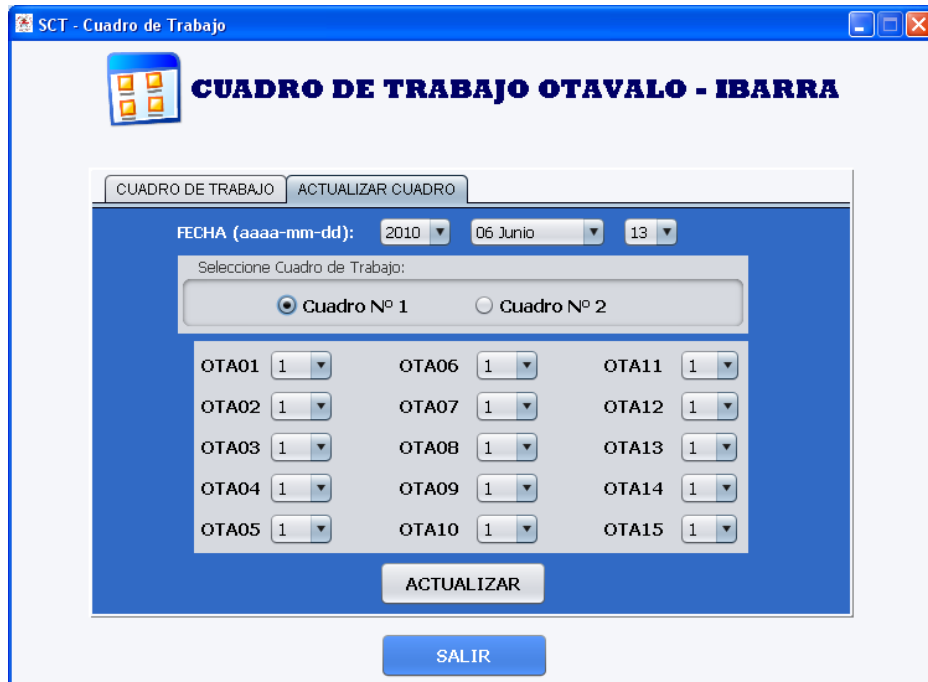 SCT - Cuadro de Trabajo
CUADRO DE TRABAJO OTAVALO - IBARRA
CUADRO DE TRABAJO ACTUALIZAR CUADRO
FECHA (aaaa-mm-dd): 2010 06 Junio 13
Seleccione Cuadro de Trabajo:
Cuadro Nº 1 Cuadro Nº 2
OTA01 1 OTA06 1 OTA11 1
OTA02 1 OTA07 1 OTA12 1
OTA03 1 OTA08 1 OTA13 1
OTA04 1 OTA09 1 OTA14 1
OTA05 1 OTA10 1 OTA15 1
ACTUALIZAR
SALIR